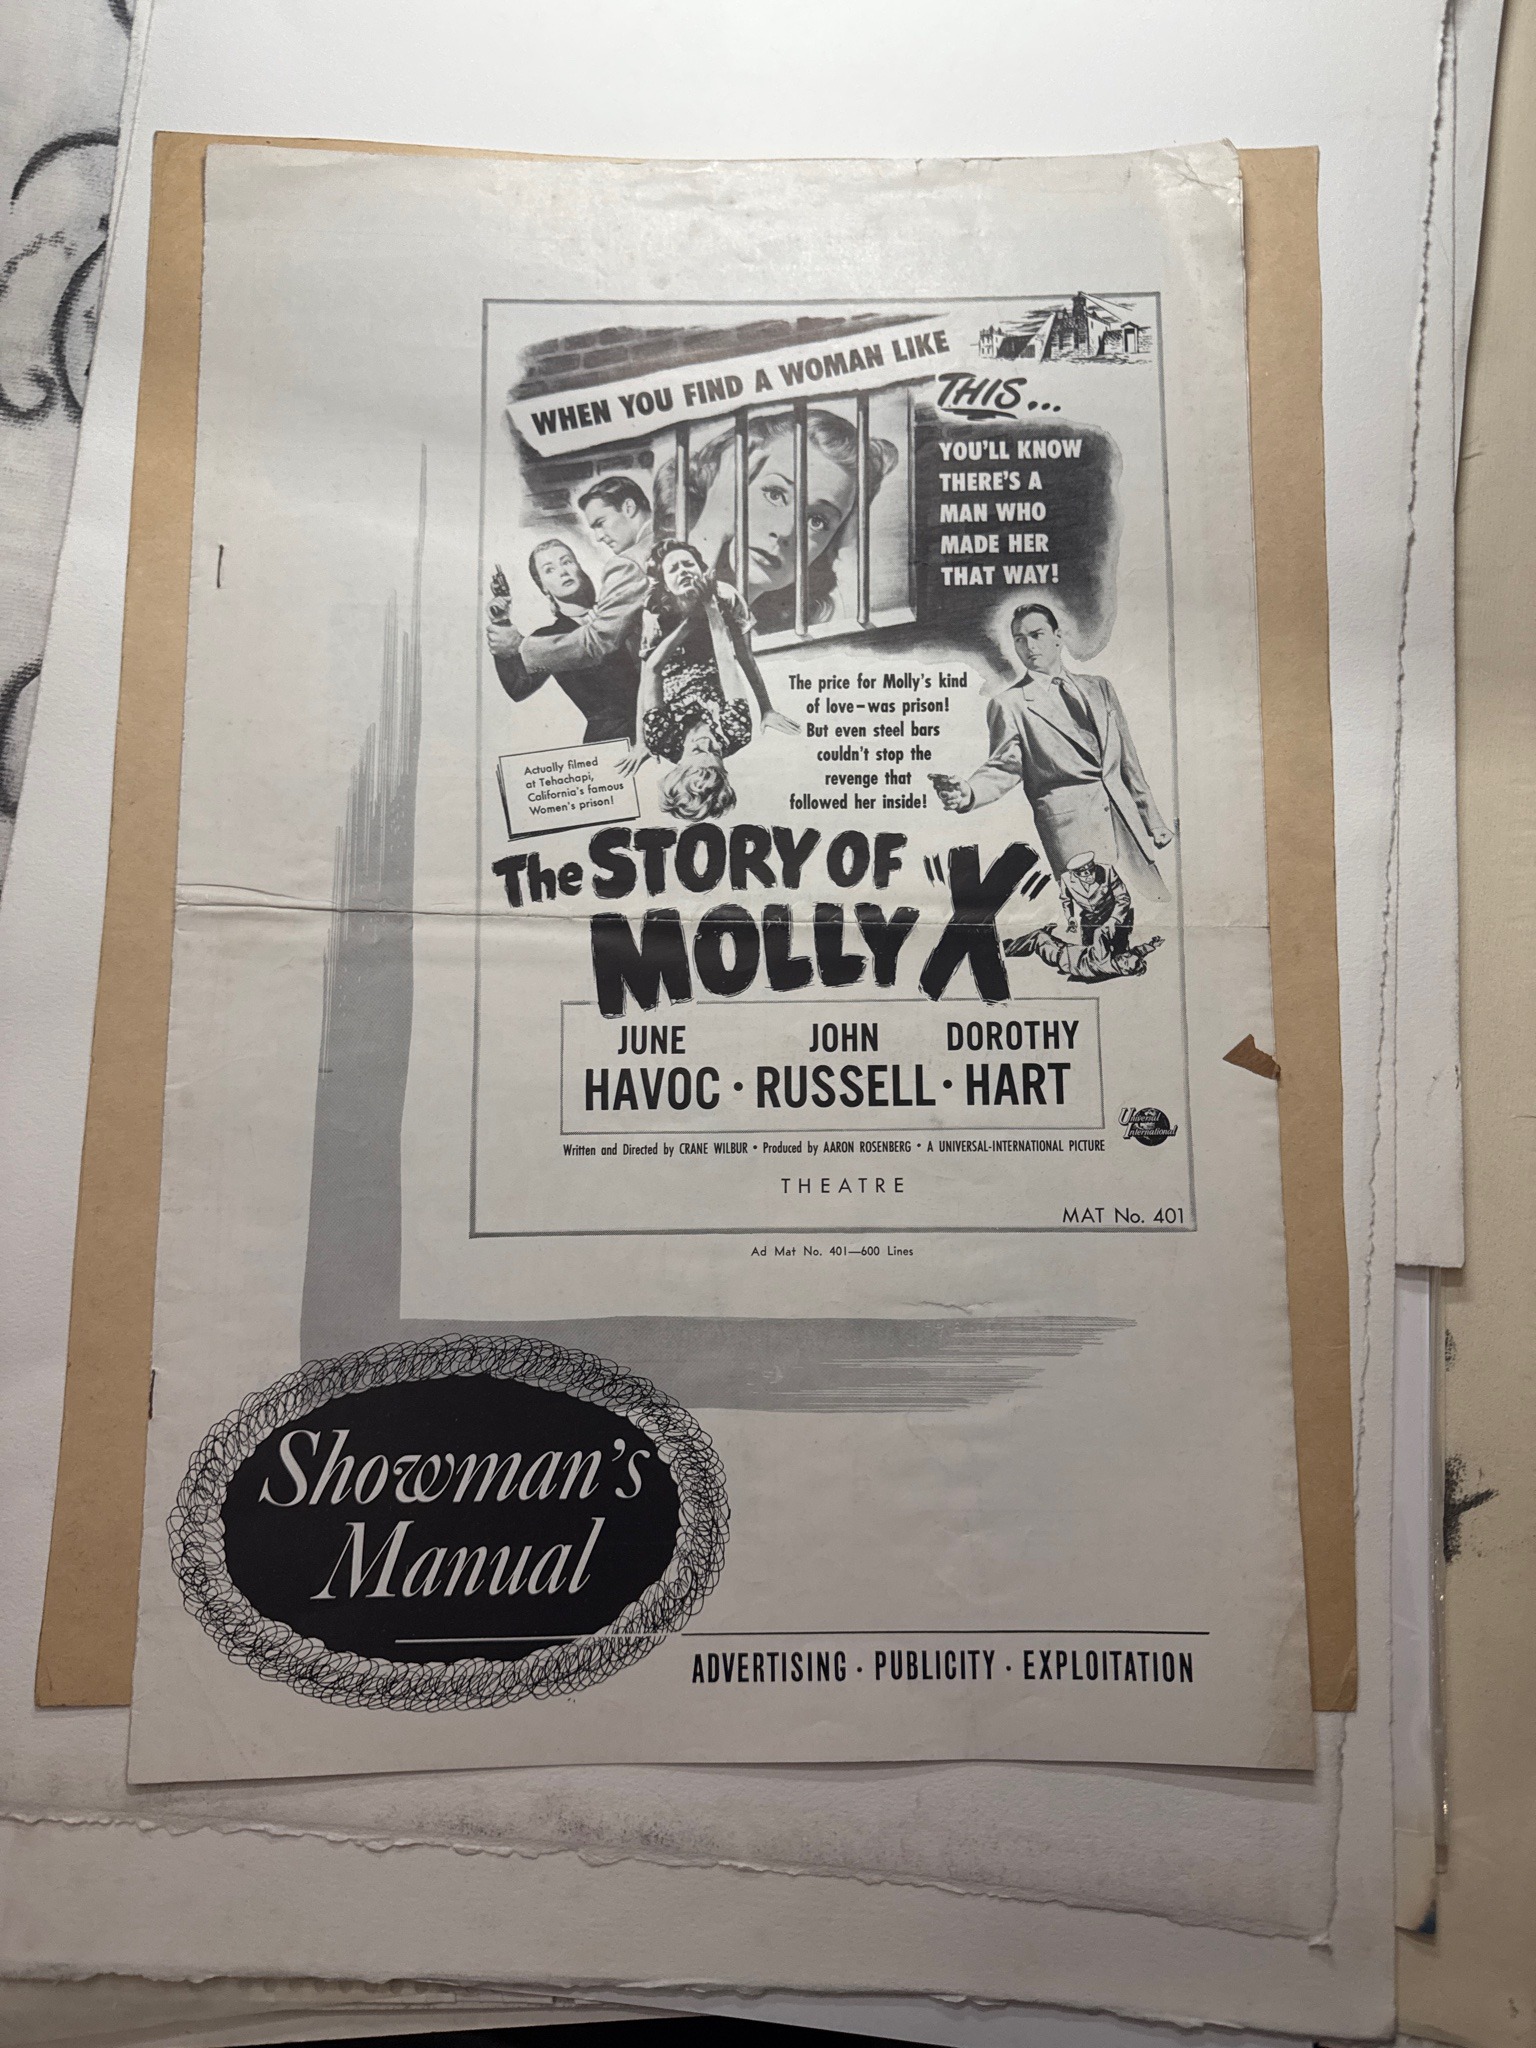 WHEN YOU FIND A WOMAN LIKE
THIS...
YOU'LL KNOW
THERE'S A
MAN WHO
MADE HER
THAT WAY!
The price for Molly's kind
of love—was prison!
But even steel bars
couldn't stop the
revenge that
followed her inside!
Actually filmed
at Tehachapi,
California's famous
Women's prison!
The STORY OF
MOLLY "X"
JUNE HAVOC · JOHN RUSSELL · DOROTHY HART
Written and Directed by CRANE WILBUR • Produced by AARON ROSENBERG • A UNIVERSAL-INTERNATIONAL PICTURE
Universal
International
THEATRE
MAT No. 401
Ad Mat No. 401—600 Lines
Showman's
Manual
ADVERTISING · PUBLICITY · EXPLOITATION